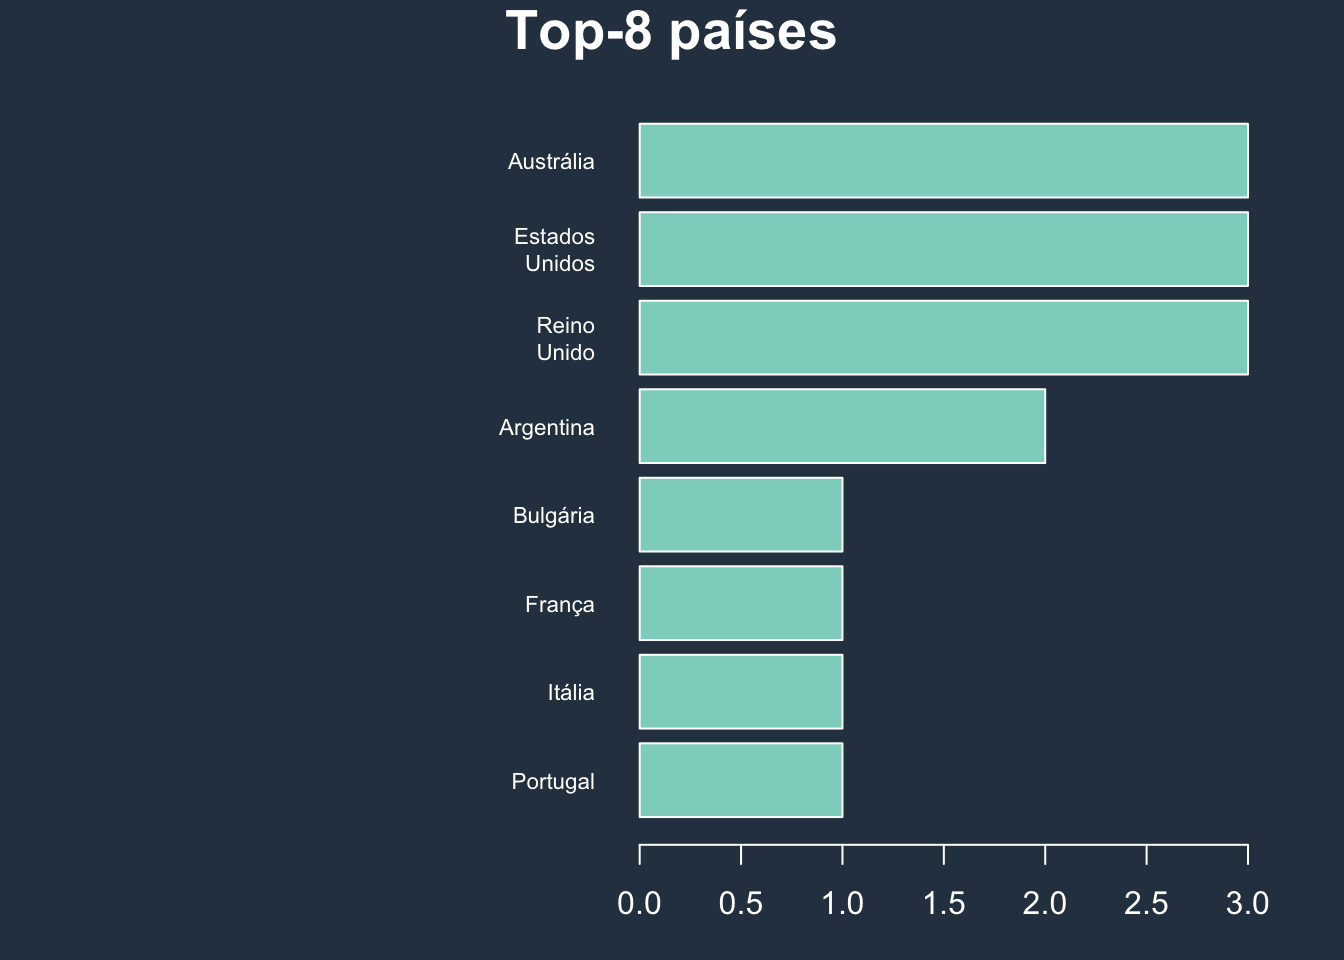 Top-8 países
Austrália
Estados
Unidos
Reino
Unido
Argentina
Bulgária
França
Itália
Portugal
0.0 0.5 1.0 1.5 2.0 2.5 3.0